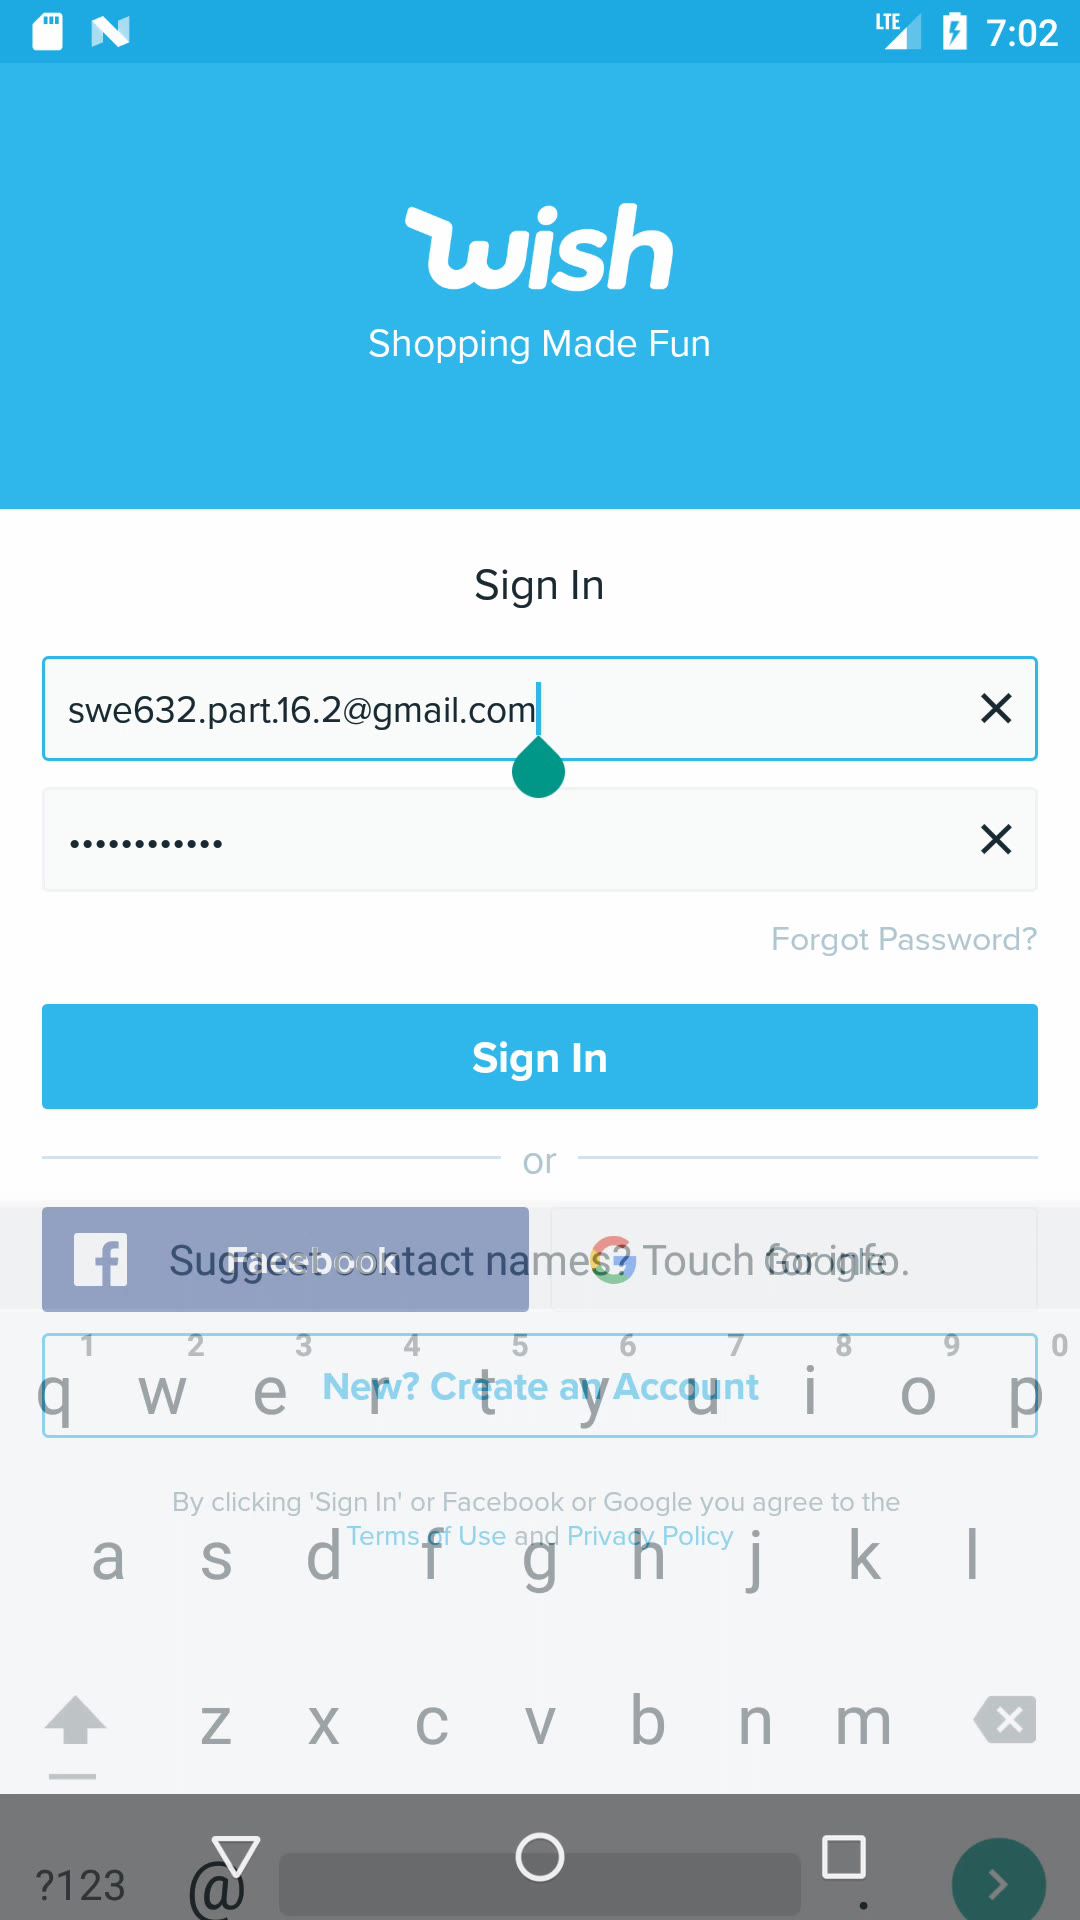 LTE 7:02
wish
Shopping Made Fun
Sign In
swe632.part.16.2@gmail.com
••••••••••••
Forgot Password?
Sign In
or
Facebook
Google
Suggest contact names? Touch for info.
1 2 3 4 5 6 7 8 9 0
q w e r t y u i o p
New? Create an Account
By clicking 'Sign In' or Facebook or Google you agree to the
Terms of Use and Privacy Policy
a s d f g h j k l
z x c v b n m
?123 @ .